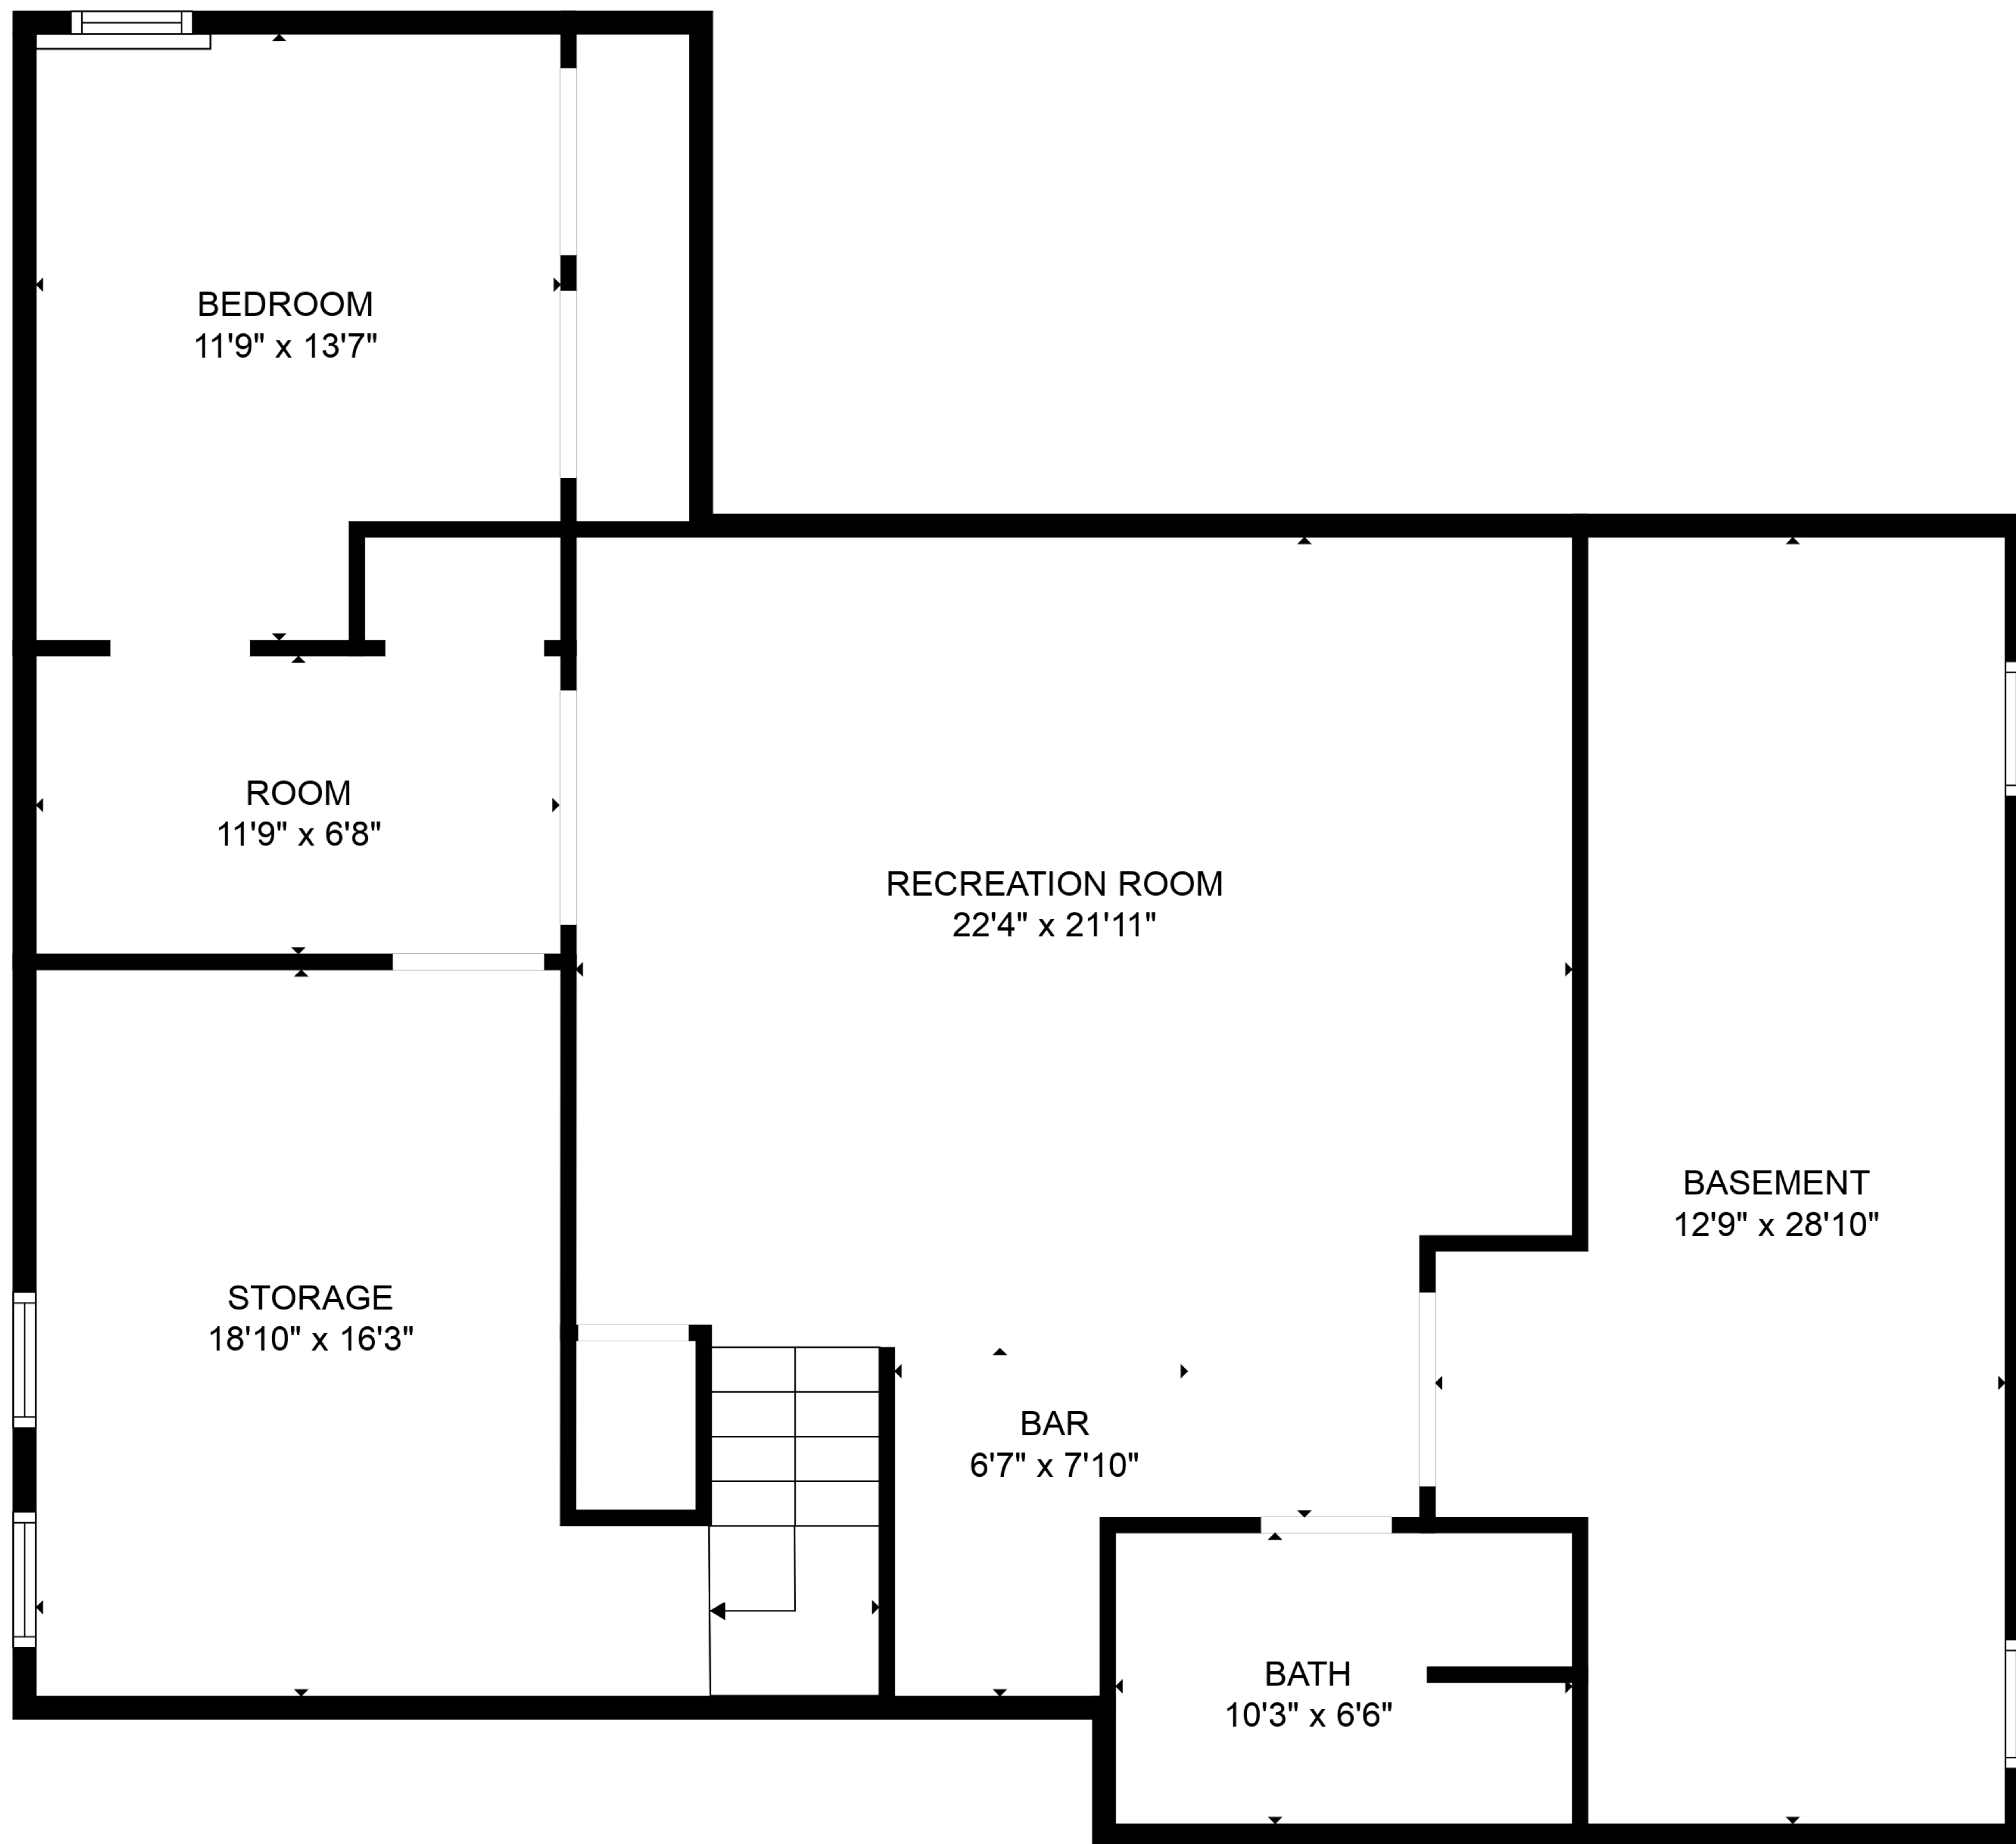 BEDROOM
11'9" x 13'7"
ROOM
11'9" x 6'8"
RECREATION ROOM
22'4" x 21'11"
BASEMENT
12'9" x 28'10"
STORAGE
18'10" x 16'3"
BAR
6'7" x 7'10"
BATH
10'3" x 6'6"